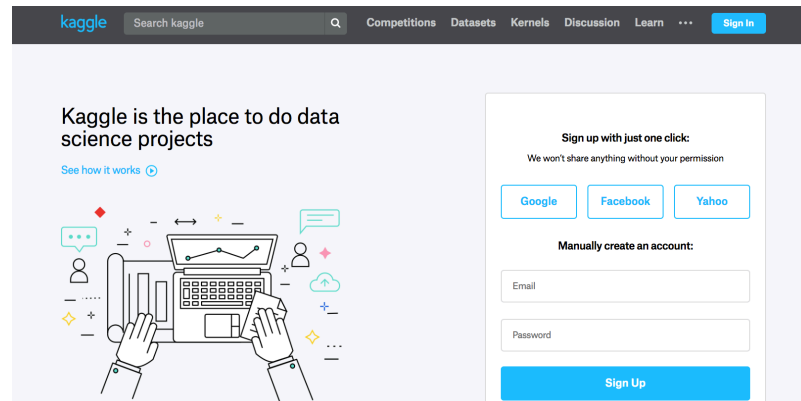 kaggle Search kaggle Competitions Datasets Kernels Discussion Learn ••• Sign In
Kaggle is the place to do data
science projects
See how it works
Sign up with just one click:
We won't share anything without your permission
Google Facebook Yahoo
Manually create an account:
Email
Password
Sign Up